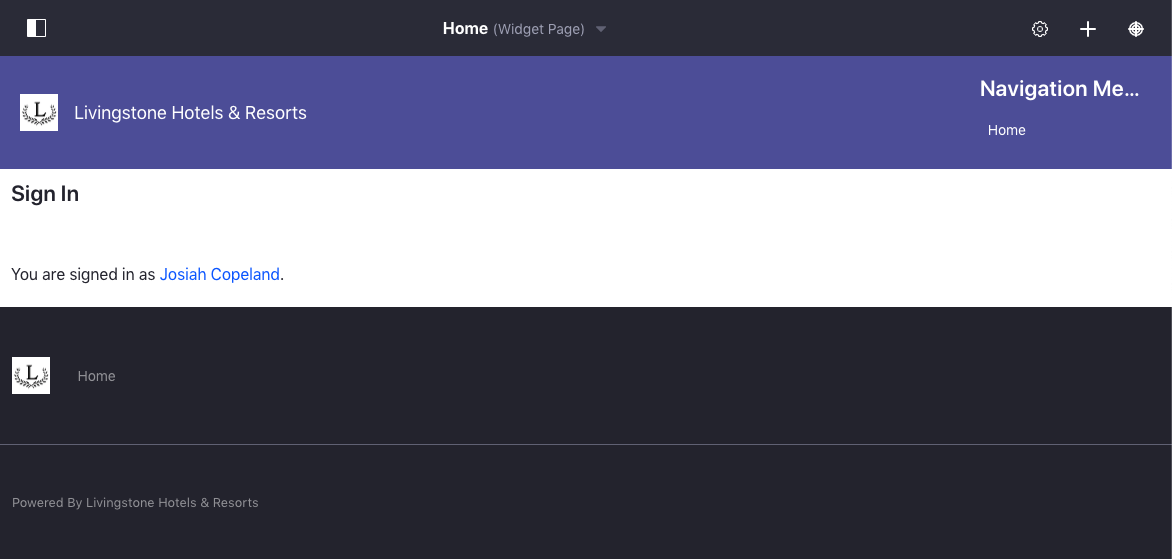 Home (Widget Page)
L
Livingstone Hotels & Resorts
Navigation Me...
Home
Sign In
You are signed in as Josiah Copeland.
L
Home
Powered By Livingstone Hotels & Resorts